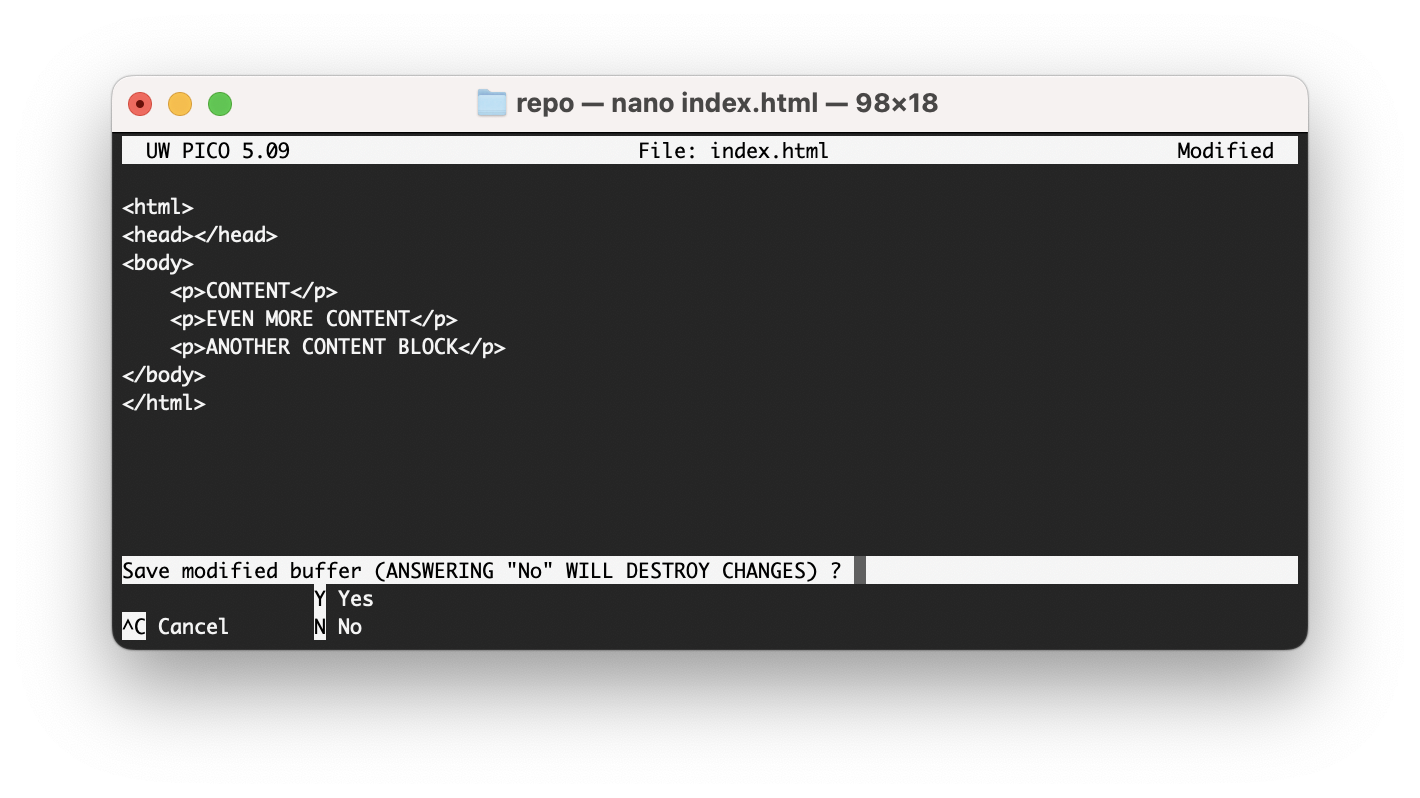 repo — nano index.html — 98×18
UW PICO 5.09 File: index.html Modified
<html>
<head></head>
<body>
    <p>CONTENT</p>
    <p>EVEN MORE CONTENT</p>
    <p>ANOTHER CONTENT BLOCK</p>
</body>
</html>
Save modified buffer (ANSWERING "No" WILL DESTROY CHANGES) ?
Y Yes
^C Cancel N No